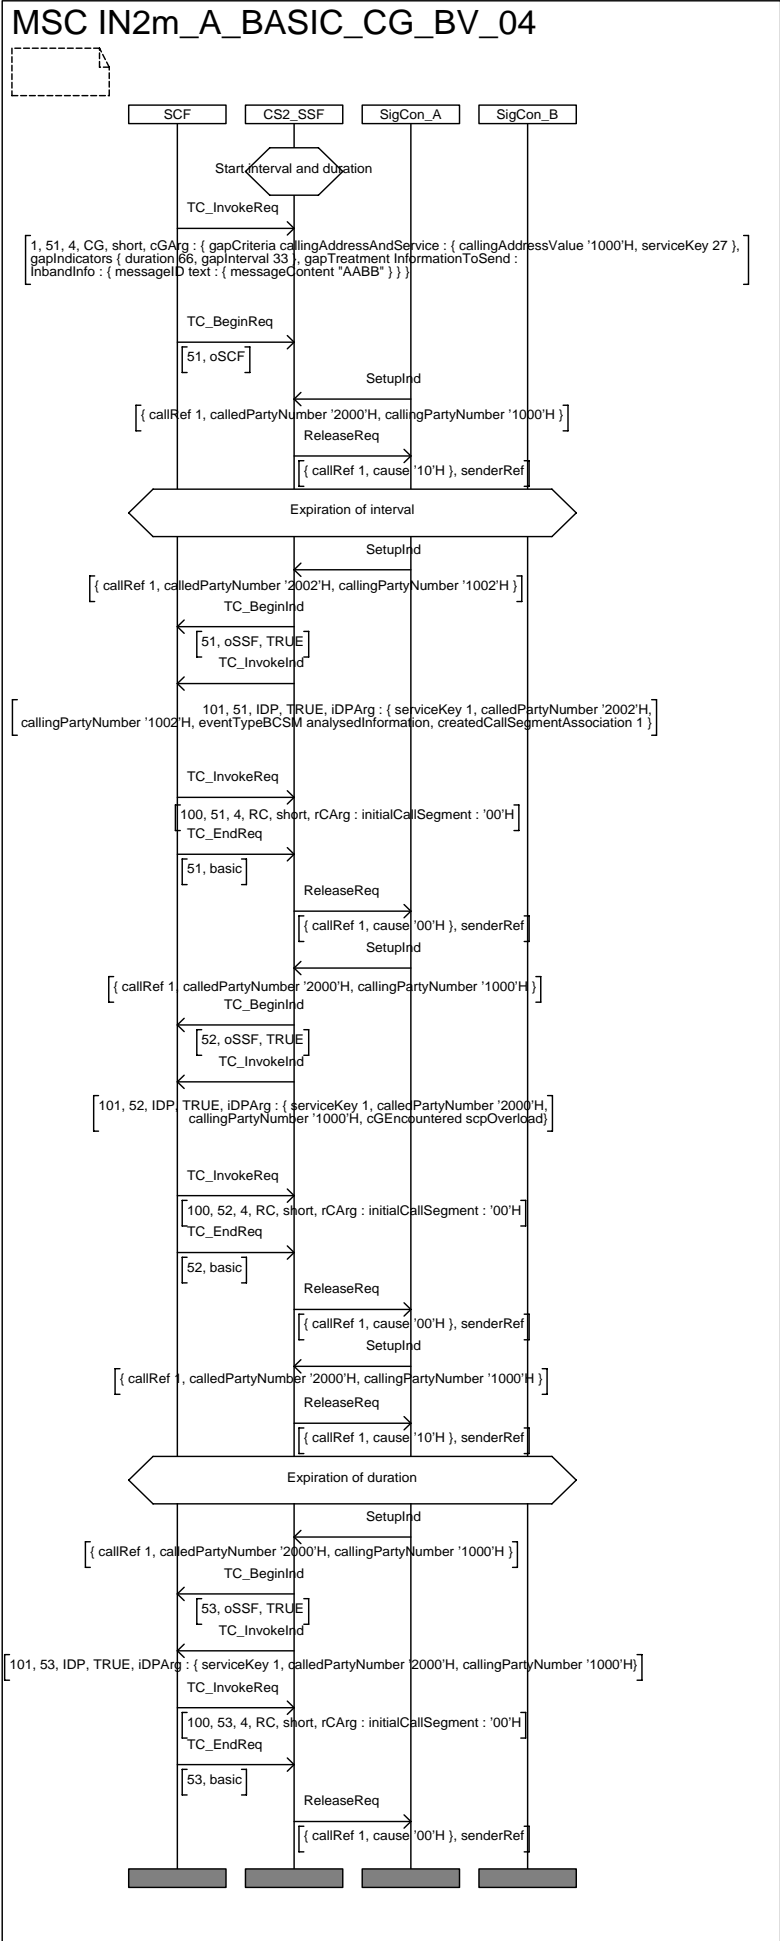 MSC IN2m_A_BASIC_CG_BV_04
SCF CS2_SSF SigCon_A SigCon_B
Start interval and duration
TC_InvokeReq
1, 51, 4, CG, short, cGArg : { gapCriteria callingAddressAndService : { callingAddressValue '1000'H, serviceKey 27 },
gapIndicators { duration 66, gapInterval 33 }, gapTreatment InformationToSend :
InbandInfo : { messageID text : { messageContent "AABB" } } }
TC_BeginReq
51, oSCF
SetupInd
{ callRef 1, calledPartyNumber '2000'H, callingPartyNumber '1000'H }
ReleaseReq
{ callRef 1, cause '10'H }, senderRef
Expiration of interval
SetupInd
{ callRef 1, calledPartyNumber '2002'H, callingPartyNumber '1002'H }
TC_BeginInd
51, oSSF, TRUE
TC_InvokeInd
101, 51, IDP, TRUE, iDPArg : { serviceKey 1, calledPartyNumber '2002'H,
callingPartyNumber '1002'H, eventTypeBCSM analysedInformation, createdCallSegmentAssociation 1 }
TC_InvokeReq
100, 51, 4, RC, short, rCArg : initialCallSegment : '00'H
TC_EndReq
51, basic
ReleaseReq
{ callRef 1, cause '00'H }, senderRef
SetupInd
{ callRef 1, calledPartyNumber '2000'H, callingPartyNumber '1000'H }
TC_BeginInd
52, oSSF, TRUE
TC_InvokeInd
101, 52, IDP, TRUE, iDPArg : { serviceKey 1, calledPartyNumber '2000'H,
callingPartyNumber '1000'H, cGEncountered scpOverload}
TC_InvokeReq
100, 52, 4, RC, short, rCArg : initialCallSegment : '00'H
TC_EndReq
52, basic
ReleaseReq
{ callRef 1, cause '00'H }, senderRef
SetupInd
{ callRef 1, calledPartyNumber '2000'H, callingPartyNumber '1000'H }
ReleaseReq
{ callRef 1, cause '10'H }, senderRef
Expiration of duration
SetupInd
{ callRef 1, calledPartyNumber '2000'H, callingPartyNumber '1000'H }
TC_BeginInd
53, oSSF, TRUE
TC_InvokeInd
101, 53, IDP, TRUE, iDPArg : { serviceKey 1, calledPartyNumber '2000'H, callingPartyNumber '1000'H}
TC_InvokeReq
100, 53, 4, RC, short, rCArg : initialCallSegment : '00'H
TC_EndReq
53, basic
ReleaseReq
{ callRef 1, cause '00'H }, senderRef